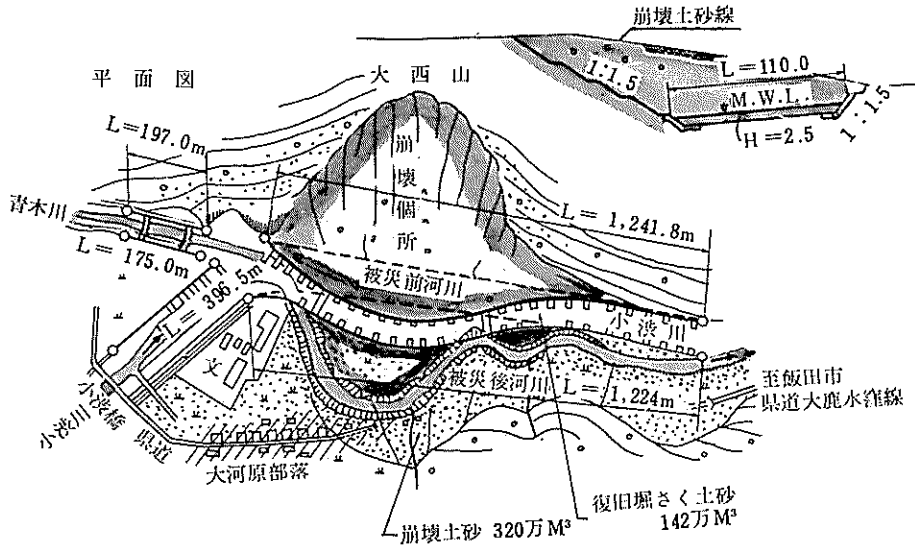 崩壊土砂線
1:1.5
L=110.0
M.W.L.
H=2.5
1:1.5
平面図
大西山
L=197.0m
崩壊個所
青木川
L=175.0m
L=396.5m
L=1,241.8m
被災前河川
小渋川
文
被災後河川
L=1,224m
至飯田市
県道大鹿水窪線
小渋橋
小渋川
県道
大河原部落
崩壊土砂 320万M³
復旧堀さく土砂
142万M³